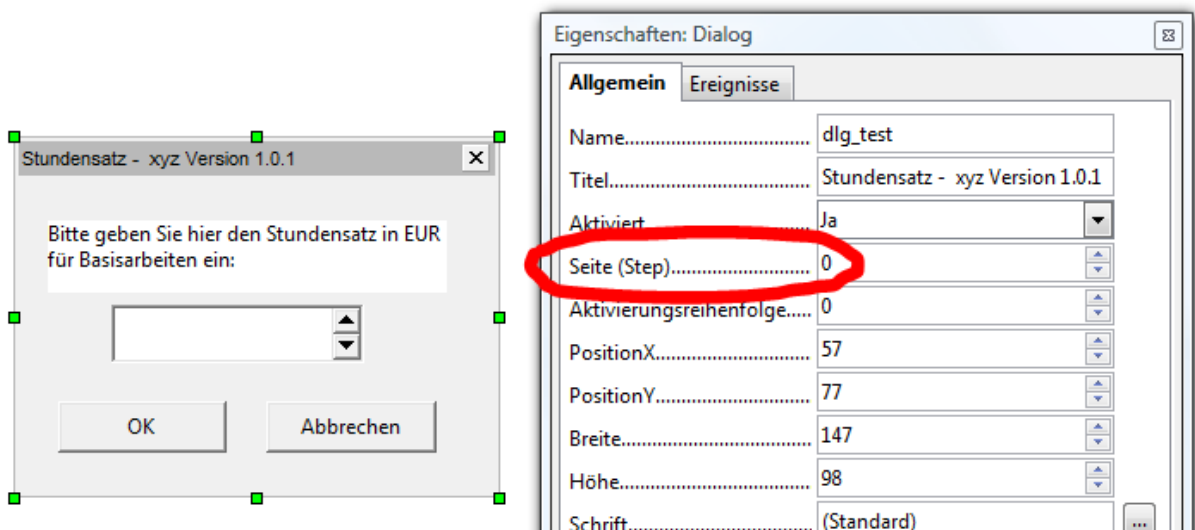 Stundensatz -  xyz Version 1.0.1
Bitte geben Sie hier den Stundensatz in EUR
für Basisarbeiten ein:
OK
Abbrechen
Eigenschaften: Dialog
Allgemein
Ereignisse
Name.................................. dlg_test
Titel..................................... Stundensatz -  xyz Version 1.0.1
Aktiviert.............................. Ja
Seite (Step).......................... 0
Aktivierungsreihenfolge..... 0
PositionX............................. 57
PositionY............................. 77
Breite................................... 147
Höhe................................... 98
Schrift.................................. (Standard) ...